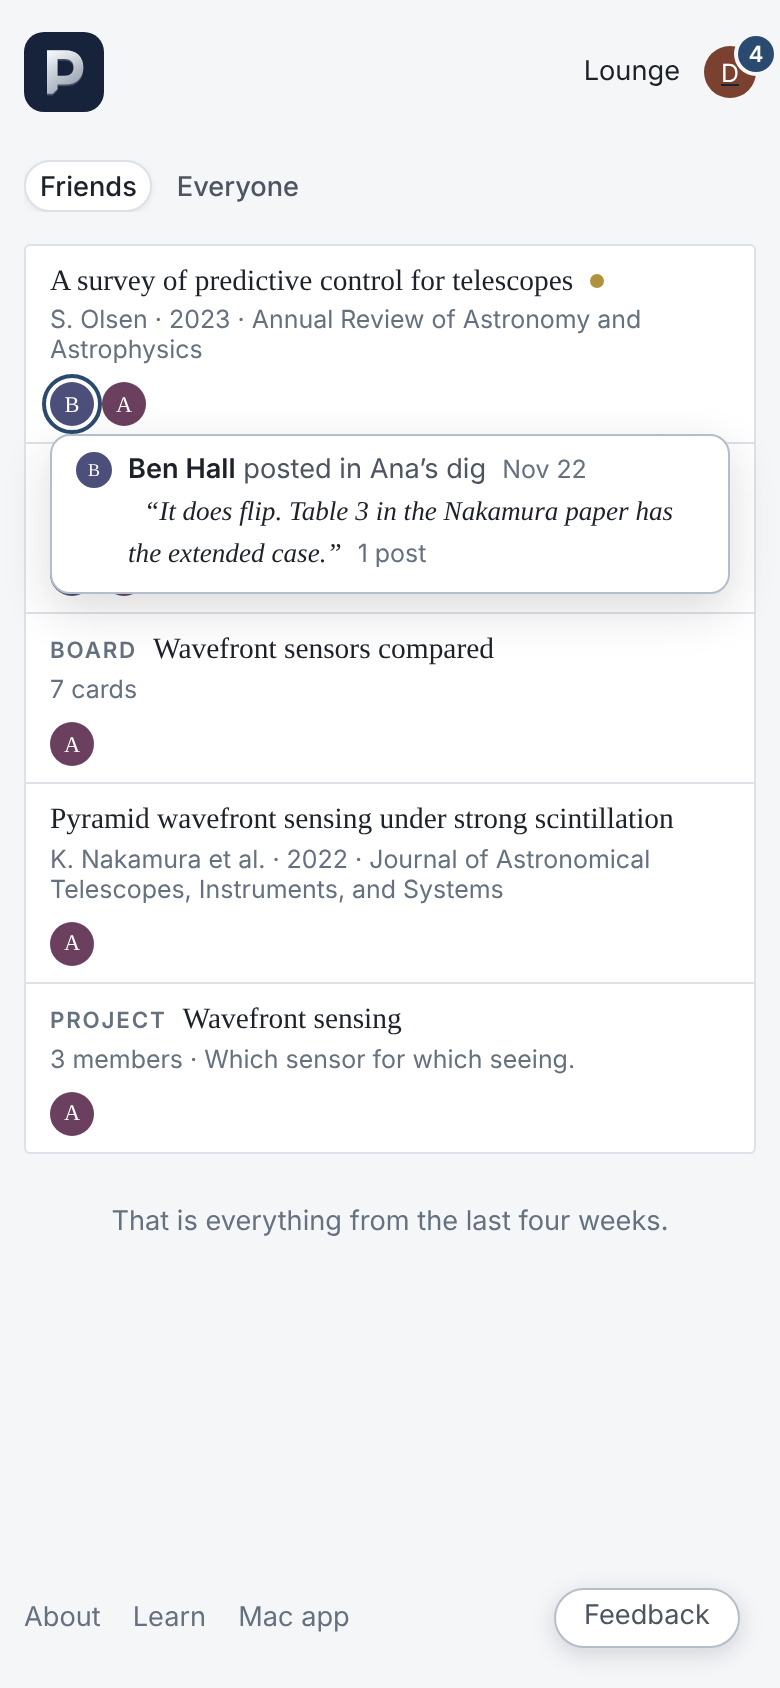 P
Lounge
D
4
Friends
Everyone
A survey of predictive control for telescopes
S. Olsen · 2023 · Annual Review of Astronomy and
Astrophysics
B
A
B
Ben Hall posted in Ana’s dig Nov 22
“It does flip. Table 3 in the Nakamura paper has
the extended case.” 1 post
BOARD Wavefront sensors compared
7 cards
A
Pyramid wavefront sensing under strong scintillation
K. Nakamura et al. · 2022 · Journal of Astronomical
Telescopes, Instruments, and Systems
A
PROJECT Wavefront sensing
3 members · Which sensor for which seeing.
A
That is everything from the last four weeks.
About
Learn
Mac app
Feedback